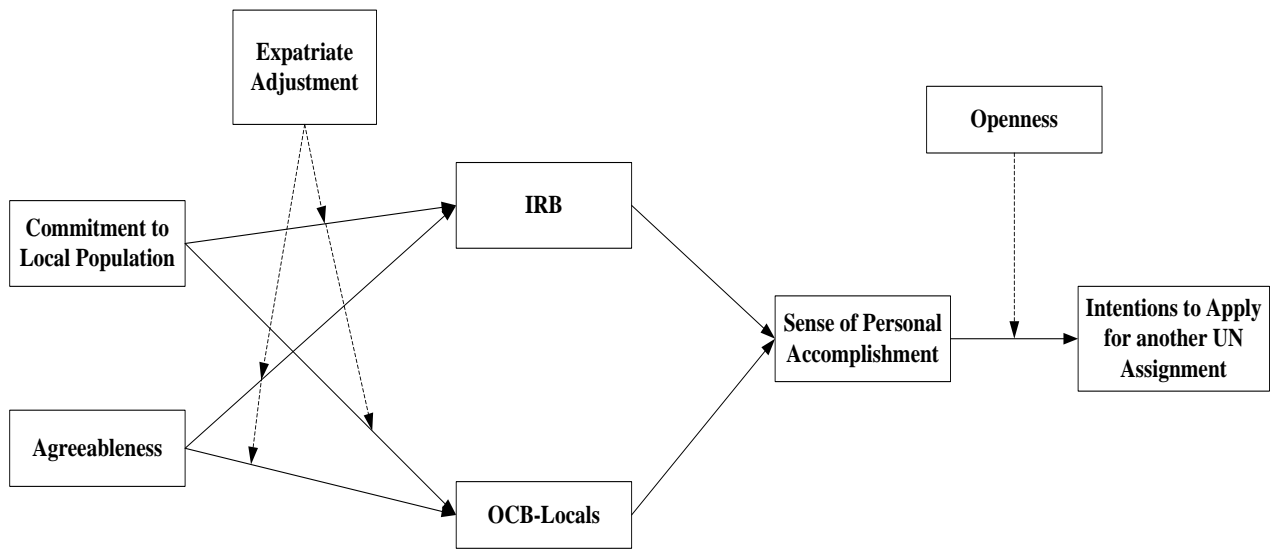 Expatriate
Adjustment
Openness
IRB
Commitment to
Local Population
Sense of Personal
Accomplishment
Intentions to Apply
for another UN
Assignment
Agreeableness
OCB-Locals